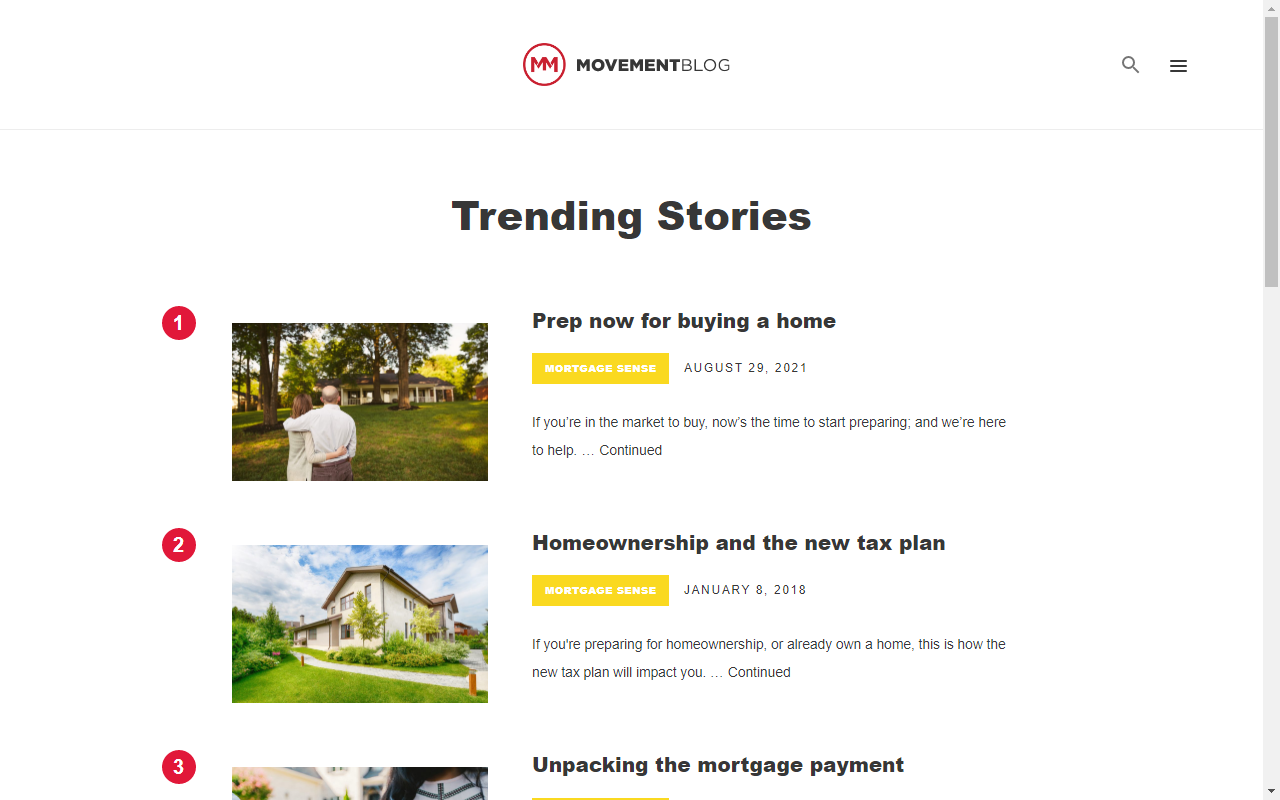 MM MOVEMENTBLOG
Trending Stories
1
Prep now for buying a home
MORTGAGE SENSE AUGUST 29, 2021
If you’re in the market to buy, now’s the time to start preparing; and we’re here
to help. … Continued
2
Homeownership and the new tax plan
MORTGAGE SENSE JANUARY 8, 2018
If you're preparing for homeownership, or already own a home, this is how the
new tax plan will impact you. … Continued
3
Unpacking the mortgage payment